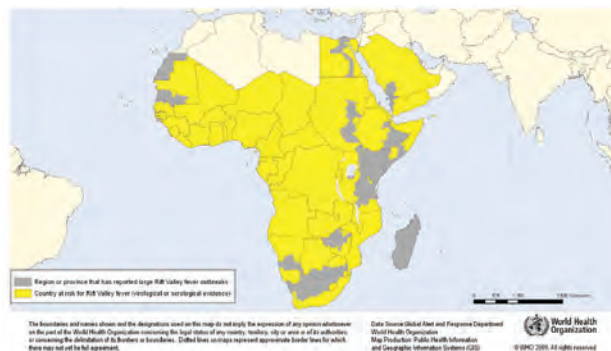 Region or province that has reported large Rift Valley fever outbreaks
Country at risk for Rift Valley fever (virological or serological evidence)
The boundaries and names shown and the designations used on this map do not imply the expression of any opinion whatsoever
on the part of the World Health Organization concerning the legal status of any country, territory, city or area or of its authorities,
or concerning the delimitation of its frontiers or boundaries. Dotted lines on maps represent approximate border lines for which
there may not yet be full agreement.
Data Source: Global Alert and Response Department
World Health Organization
Map Production: Public Health Information
and Geographic Information Systems (GIS)
World Health
Organization
© WHO 2009. All rights reserved